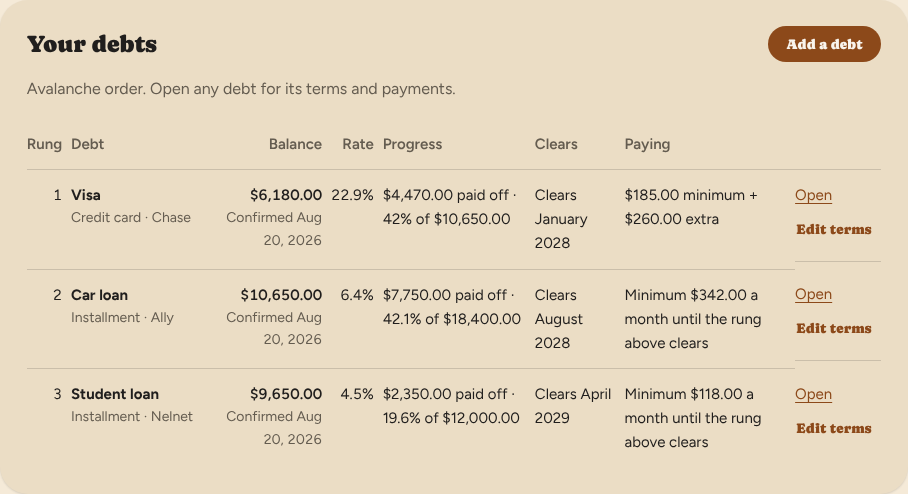 Your debts
Add a debt
Avalanche order. Open any debt for its terms and payments.
Rung Debt Balance Rate Progress Clears Paying
1 Visa $6,180.00 22.9% $4,470.00 paid off · Clears $185.00 minimum + Open
Credit card · Chase Confirmed Aug 42% of $10,650.00 January $260.00 extra Edit terms
20, 2026 2028
2 Car loan $10,650.00 6.4% $7,750.00 paid off · Clears Minimum $342.00 a Open
Installment · Ally Confirmed Aug 42.1% of $18,400.00 August month until the rung Edit terms
20, 2026 2028 above clears
3 Student loan $9,650.00 4.5% $2,350.00 paid off · Clears April Minimum $118.00 a Open
Installment · Nelnet Confirmed Aug 19.6% of $12,000.00 2029 month until the rung Edit terms
20, 2026 above clears